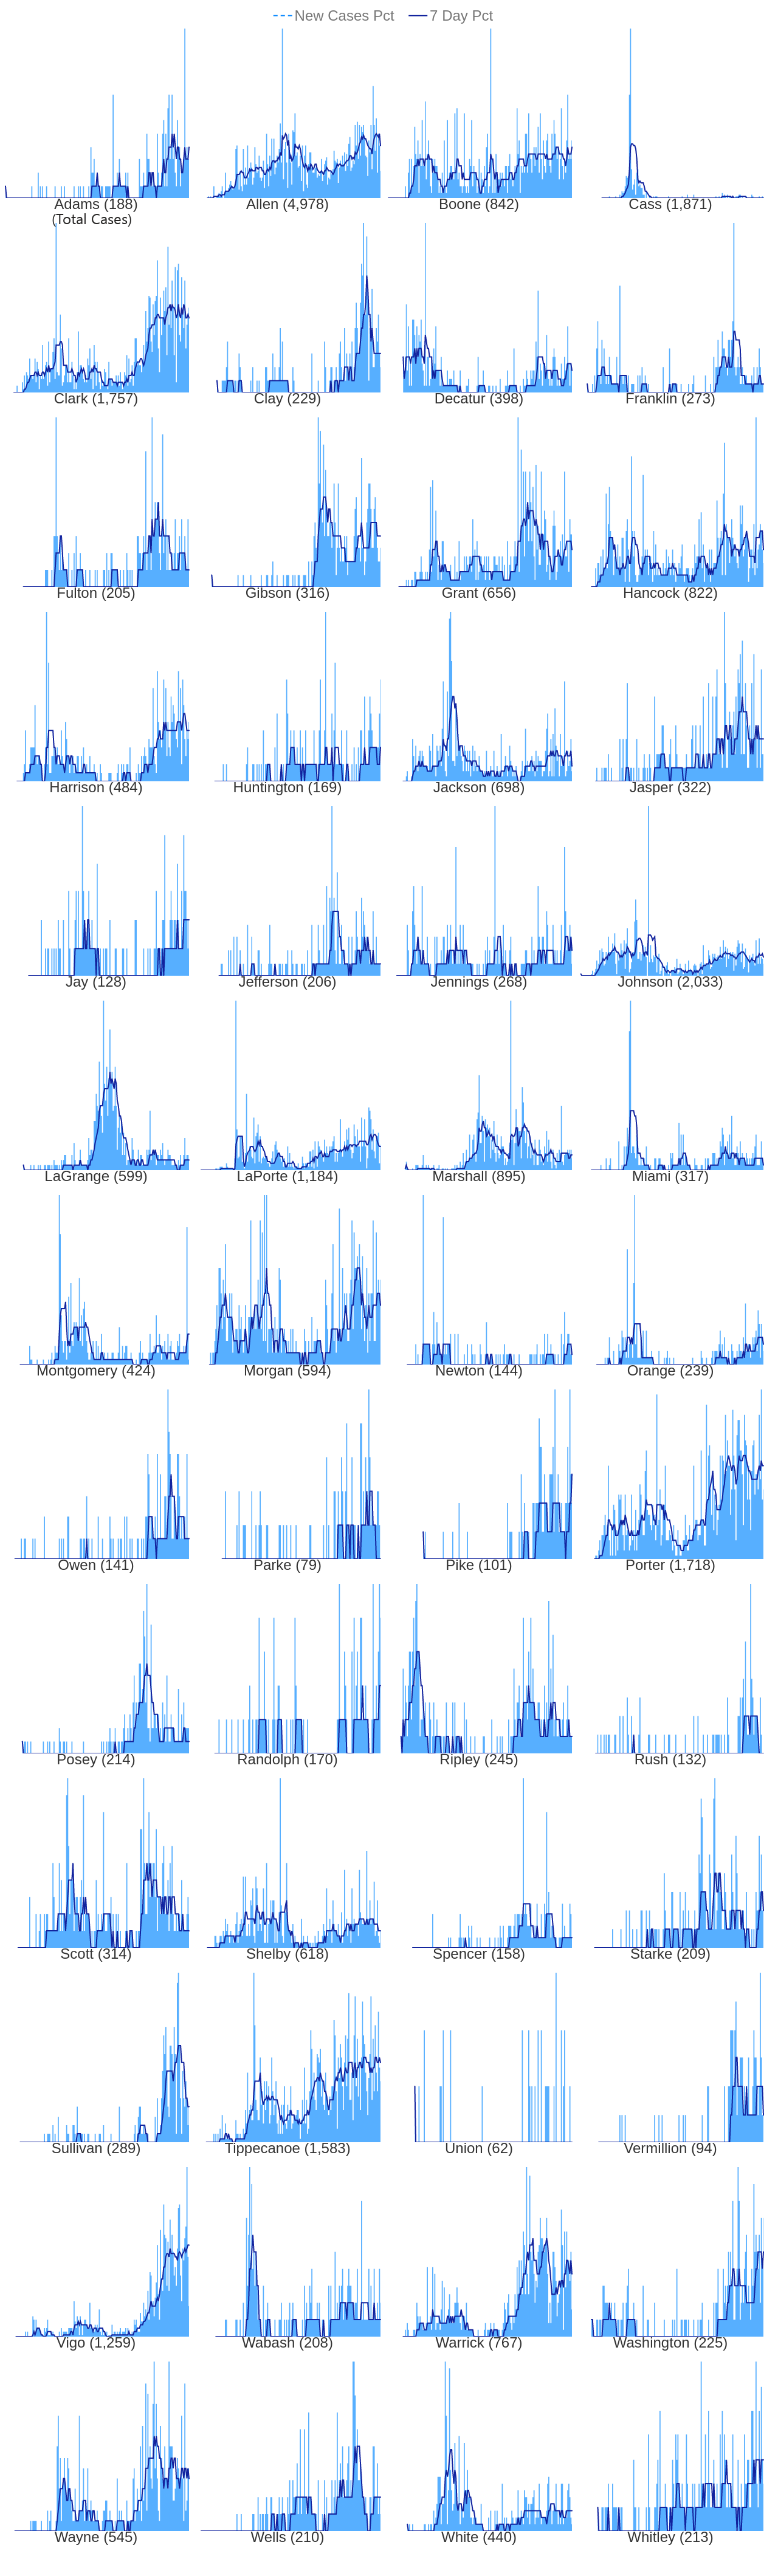 New Cases Pct 7 Day Pct
Adams (188) Allen (4,978) Boone (842) Cass (1,871)
(Total Cases)
Clark (1,757) Clay (229) Decatur (398) Franklin (273)
Fulton (205) Gibson (316) Grant (656) Hancock (822)
Harrison (484) Huntington (169) Jackson (698) Jasper (322)
Jay (128) Jefferson (206) Jennings (268) Johnson (2,033)
LaGrange (599) LaPorte (1,184) Marshall (895) Miami (317)
Montgomery (424) Morgan (594) Newton (144) Orange (239)
Owen (141) Parke (79) Pike (101) Porter (1,718)
Posey (214) Randolph (170) Ripley (245) Rush (132)
Scott (314) Shelby (618) Spencer (158) Starke (209)
Sullivan (289) Tippecanoe (1,583) Union (62) Vermillion (94)
Vigo (1,259) Wabash (208) Warrick (767) Washington (225)
Wayne (545) Wells (210) White (440) Whitley (213)